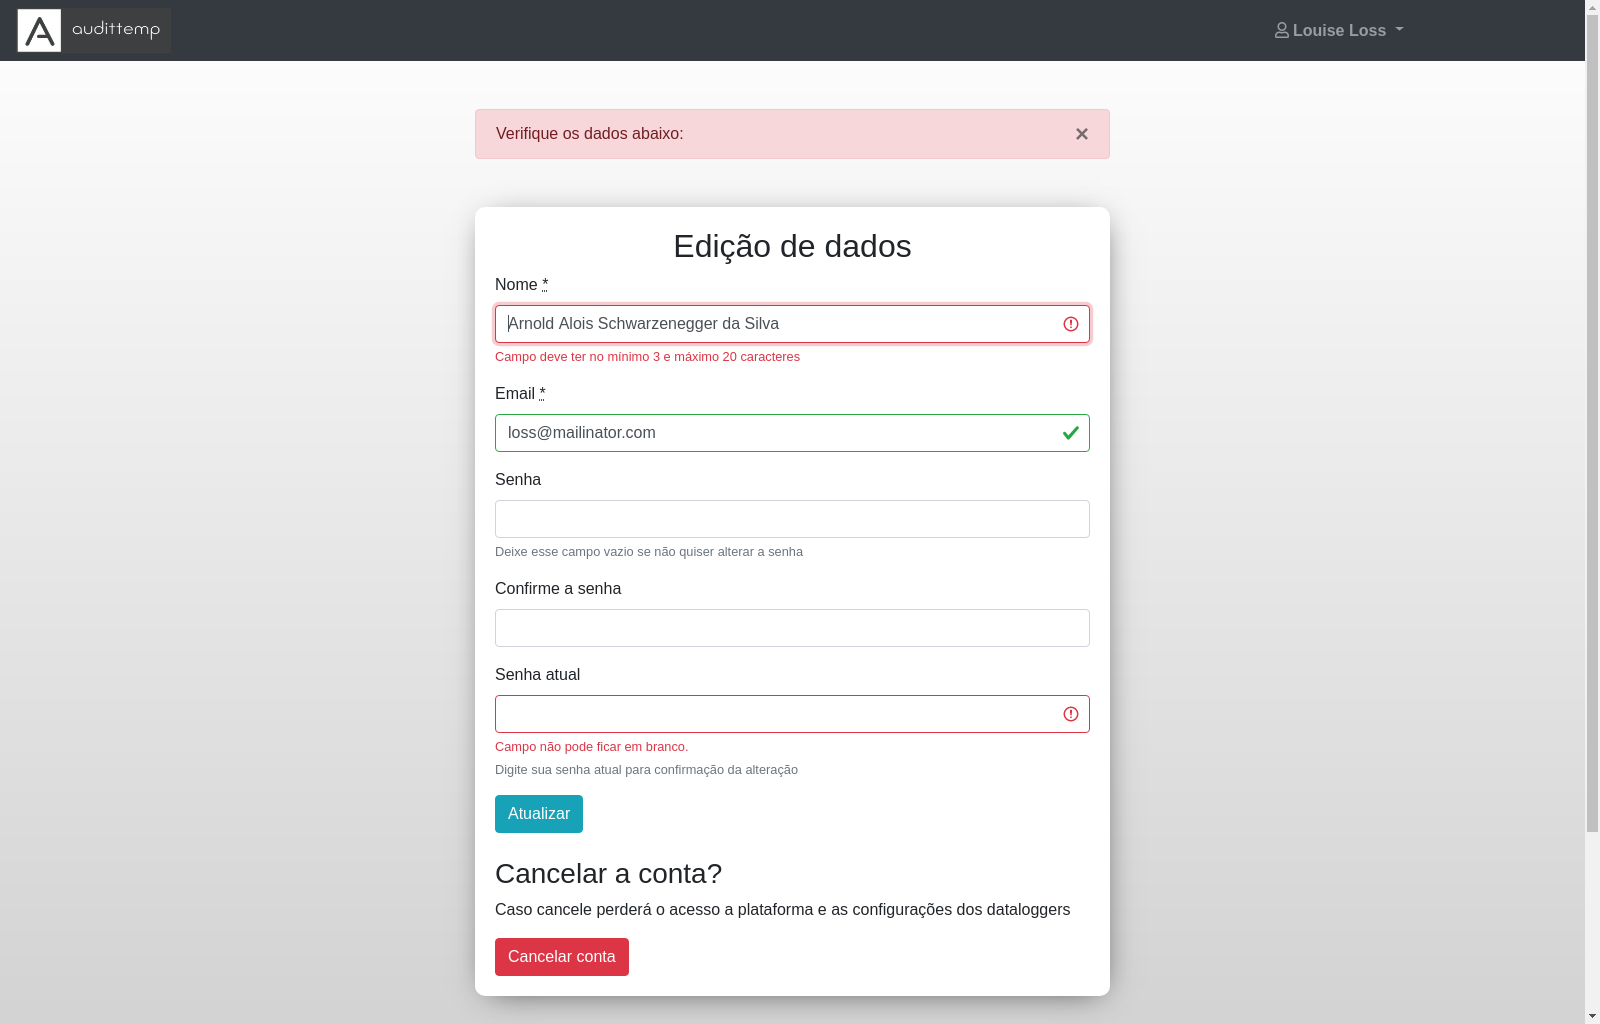 A audittemp
Louise Loss
Verifique os dados abaixo:
×
Edição de dados
Nome *
Arnold Alois Schwarzenegger da Silva
Campo deve ter no mínimo 3 e máximo 20 caracteres
Email *
loss@mailinator.com
Senha
Deixe esse campo vazio se não quiser alterar a senha
Confirme a senha
Senha atual
Campo não pode ficar em branco.
Digite sua senha atual para confirmação da alteração
Atualizar
Cancelar a conta?
Caso cancele perderá o acesso a plataforma e as configurações dos dataloggers
Cancelar conta